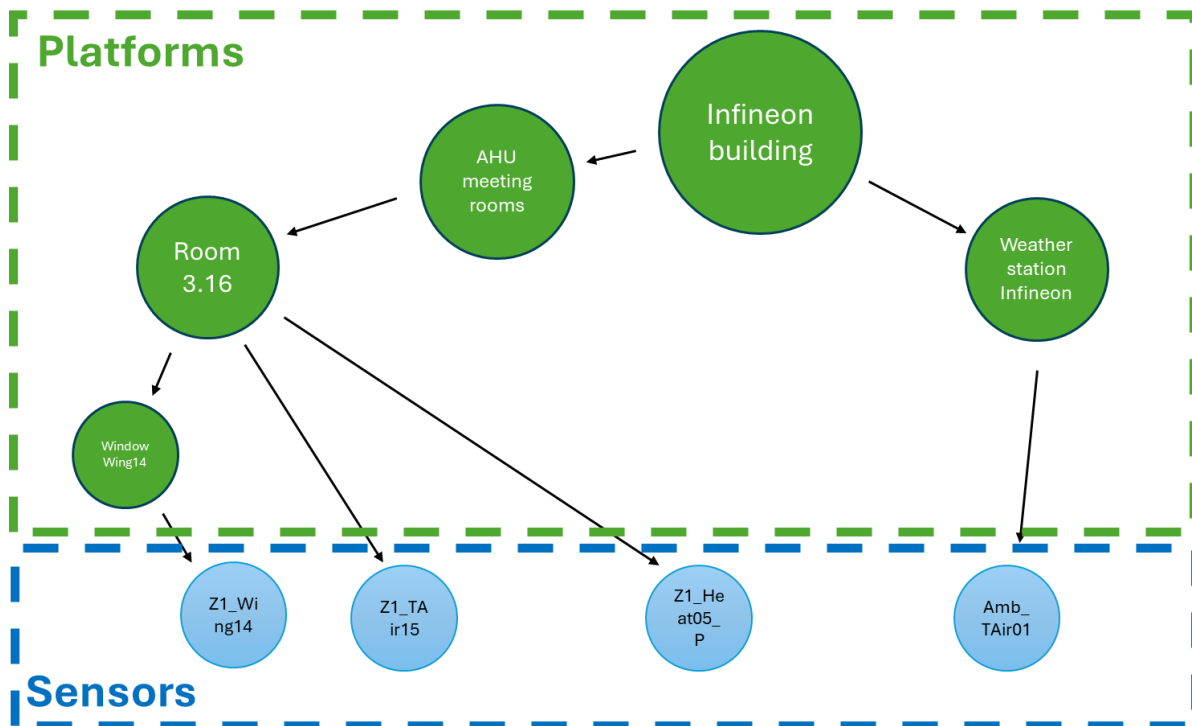 Platforms
Infineon
building
AHU
meeting
rooms
Room
3.16
Weather
station
Infineon
Window
Wing14
Z1_Wi
ng14
Z1_TA
ir15
Z1_He
at05_
P
Amb_
TAir01
Sensors